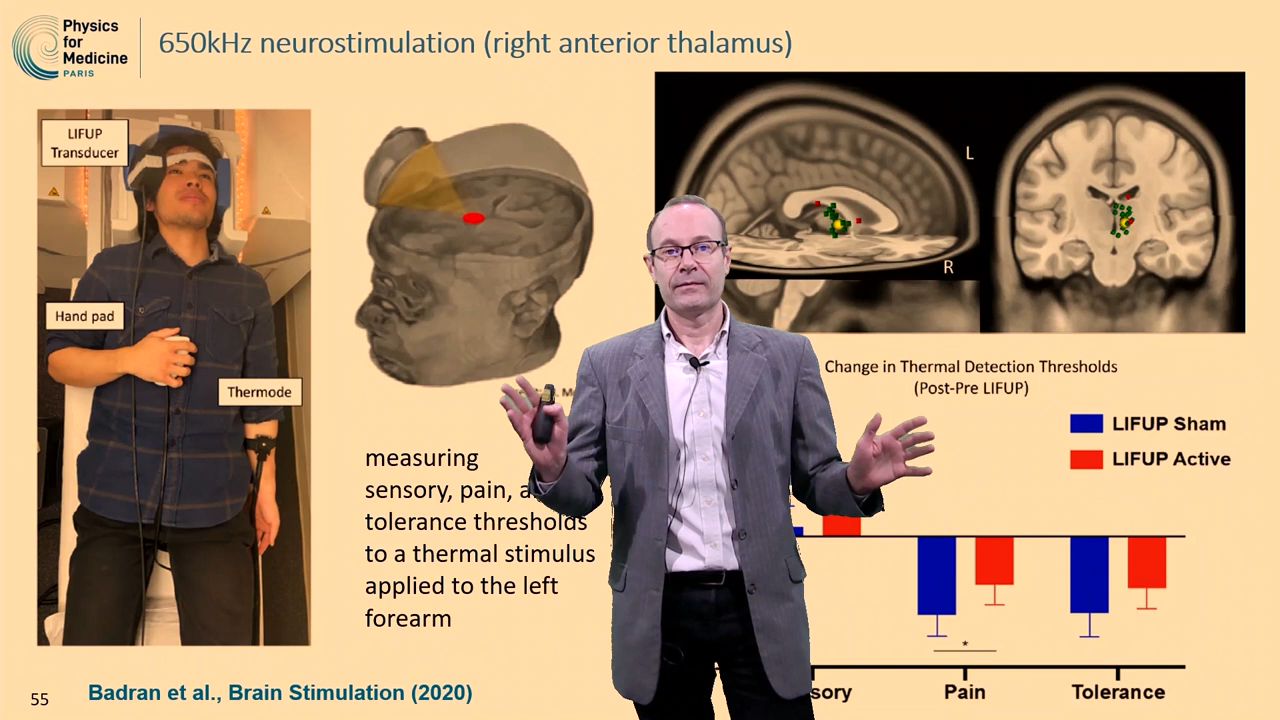 Physics
for
Medicine
PARIS
650kHz neurostimulation (right anterior thalamus)
LIFUP
Transducer
Hand pad
Thermode
L
R
measuring
sensory, pain,
tolerance thresholds
to a thermal stimulus
applied to the left
forearm
Change in Thermal Detection Thresholds
(Post-Pre LIFUP)
LIFUP Sham
LIFUP Active
*
sory
Pain
Tolerance
55
Badran et al., Brain Stimulation (2020)